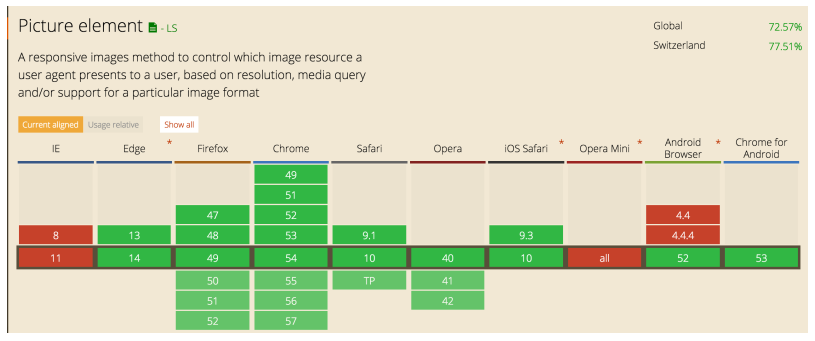 Picture element - LS
Global 72.57%
Switzerland 77.51%
A responsive images method to control which image resource a
user agent presents to a user, based on resolution, media query
and/or support for a particular image format
Current aligned Usage relative Show all
IE Edge * Firefox Chrome Safari Opera iOS Safari * Opera Mini * Android Browser * Chrome for Android
49
51
47 52 4.4
8 13 48 53 9.1 9.3 4.4.4
11 14 49 54 10 40 10 all 52 53
50 55 TP 41
51 56 42
52 57